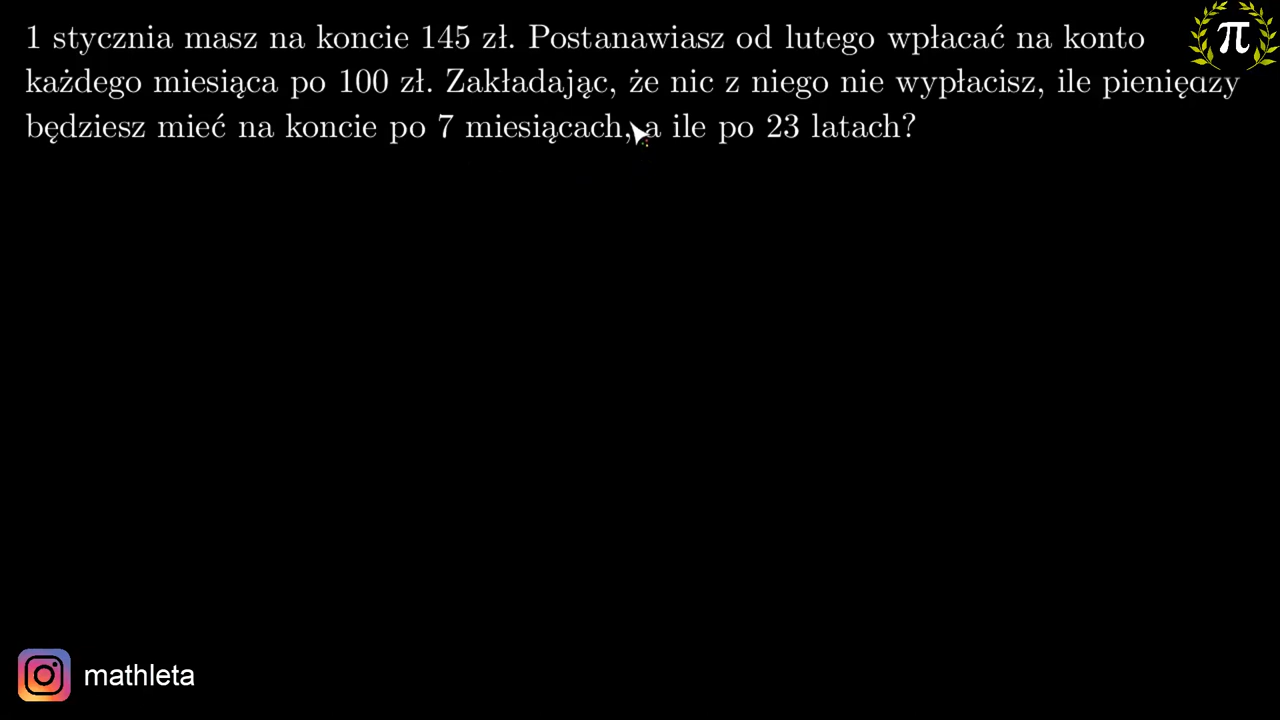 1 stycznia masz na koncie 145 zł. Postanawiasz od lutego wpłacać na konto
każdego miesiąca po 100 zł. Zakładając, że nic z niego nie wypłacisz, ile pieniędzy
będziesz mieć na koncie po 7 miesiącach, a ile po 23 latach?
π
mathleta